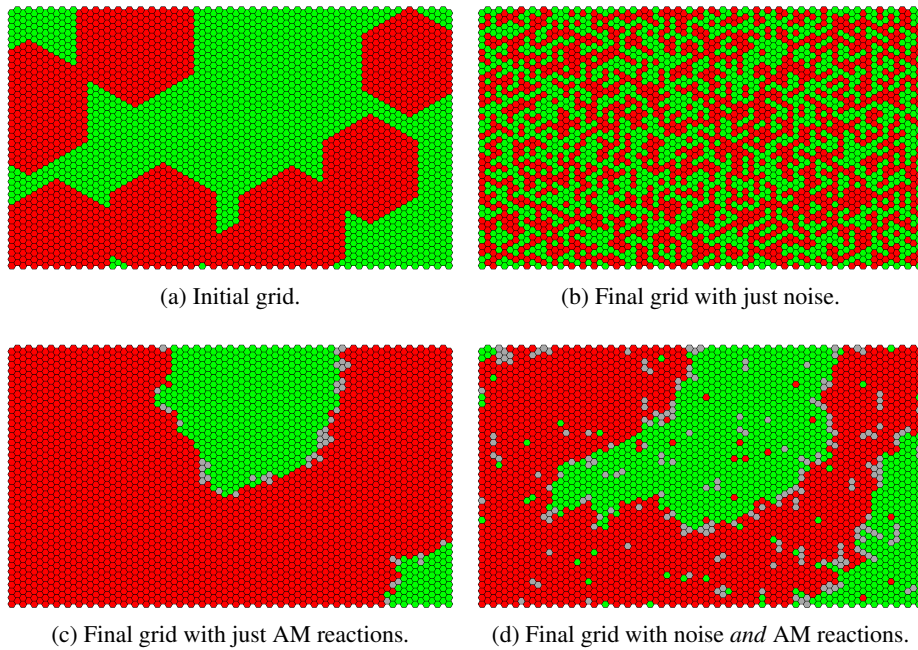 (a) Initial grid.
(b) Final grid with just noise.
(c) Final grid with just AM reactions.
(d) Final grid with noise and AM reactions.